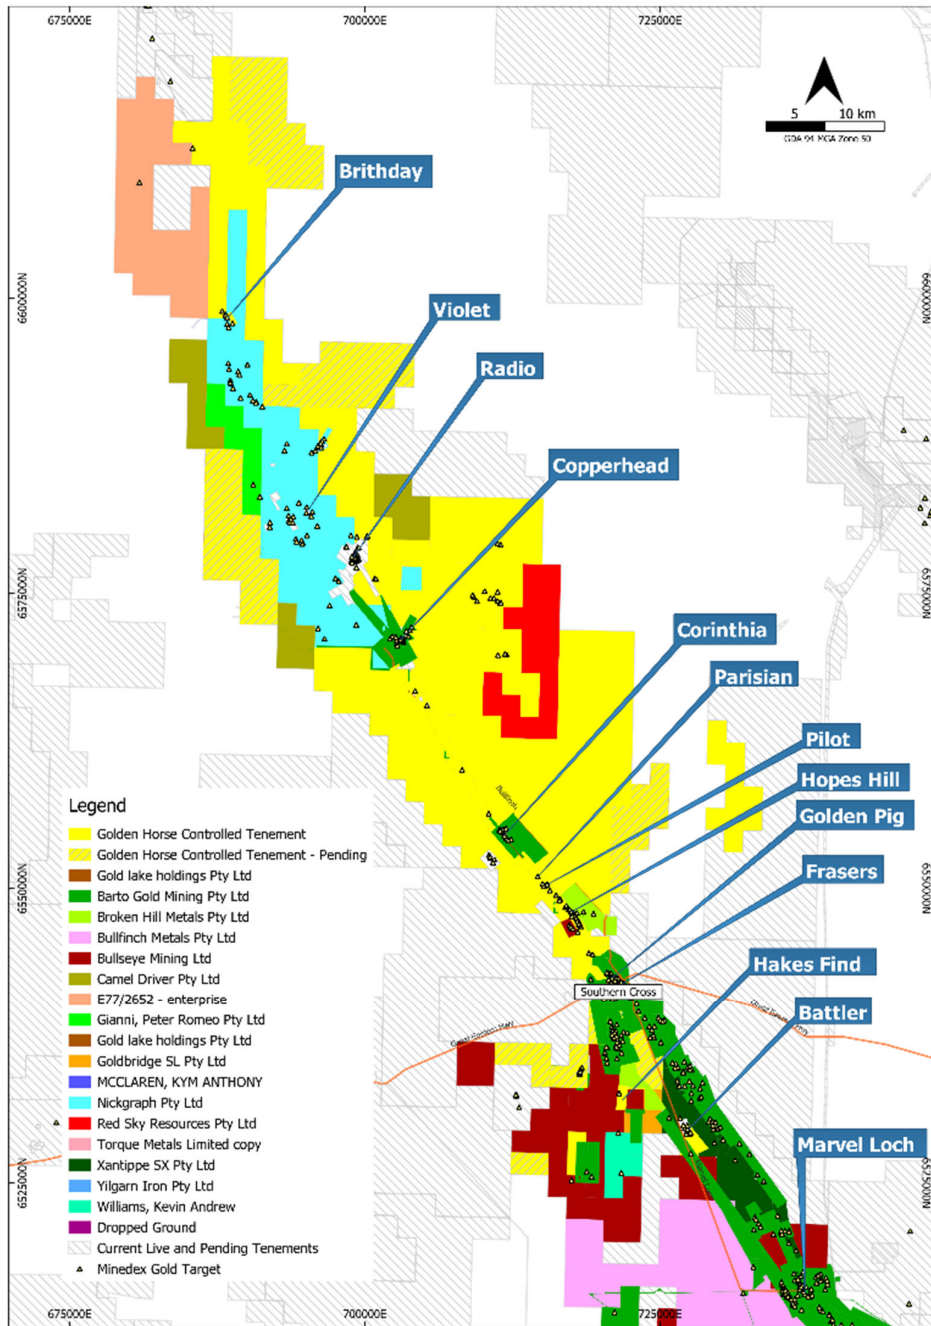 675000E 700000E 725000E
5 10 km
GDA 94 MGA Zone 50
Brithday
6600000N 6600000N
Violet
Radio
Copperhead
6575000N 6575000N
Corinthia
Parisian
Pilot
Hopes Hill
Golden Pig
Frasers
Hakes Find
Battler
Marvel Loch
6550000N 6550000N
Southern Cross
Legend
Golden Horse Controlled Tenement
Golden Horse Controlled Tenement - Pending
Gold lake holdings Pty Ltd
Barto Gold Mining Pty Ltd
Broken Hill Metals Pty Ltd
Bullfinch Metals Pty Ltd
Bullseye Mining Ltd
Camel Driver Pty Ltd
E77/2652 - enterprise
Gianni, Peter Romeo Pty Ltd
Gold lake holdings Pty Ltd
Goldbridge SL Pty Ltd
MCCLAREN, KYM ANTHONY
Nickgraph Pty Ltd
Red Sky Resources Pty Ltd
Torque Metals Limited copy
Xantippe SX Pty Ltd
Yilgarn Iron Pty Ltd
Williams, Kevin Andrew
Dropped Ground
Current Live and Pending Tenements
Minedex Gold Target
6525000N 6525000N
675000E 700000E 725000E